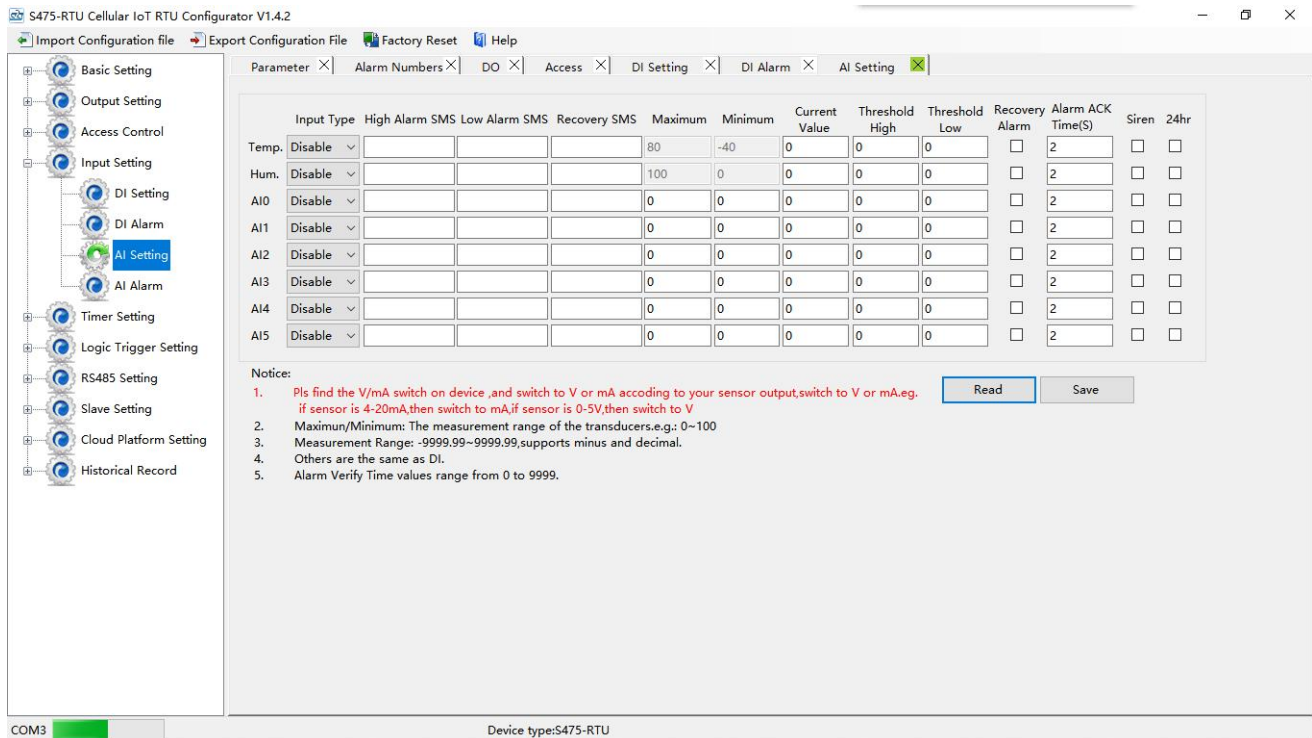 S475-RTU Cellular IoT RTU Configurator V1.4.2
Import Configuration file Export Configuration File Factory Reset Help
Basic Setting
Output Setting
Access Control
Input Setting
DI Setting
DI Alarm
AI Setting
AI Alarm
Timer Setting
Logic Trigger Setting
RS485 Setting
Slave Setting
Cloud Platform Setting
Historical Record
Parameter Alarm Numbers DO Access DI Setting DI Alarm AI Setting
Input Type High Alarm SMS Low Alarm SMS Recovery SMS Maximum Minimum Current Value Threshold High Threshold Low Recovery Alarm Alarm ACK Time(S) Siren 24hr
Temp. Disable 80 -40 0 0 0 2
Hum. Disable 100 0 0 0 0 2
AI0 Disable 0 0 0 0 0 2
AI1 Disable 0 0 0 0 0 2
AI2 Disable 0 0 0 0 0 2
AI3 Disable 0 0 0 0 0 2
AI4 Disable 0 0 0 0 0 2
AI5 Disable 0 0 0 0 0 2
Notice:
1. Pls find the V/mA switch on device ,and switch to V or mA accoding to your sensor output,switch to V or mA.eg.
if sensor is 4-20mA,then switch to mA,if sensor is 0-5V,then switch to V
2. Maximun/Minimum: The measurement range of the transducers.e.g.: 0~100
3. Measurement Range: -9999.99~9999.99,supports minus and decimal.
4. Others are the same as DI.
5. Alarm Verify Time values range from 0 to 9999.
Read Save
COM3 Device type:S475-RTU